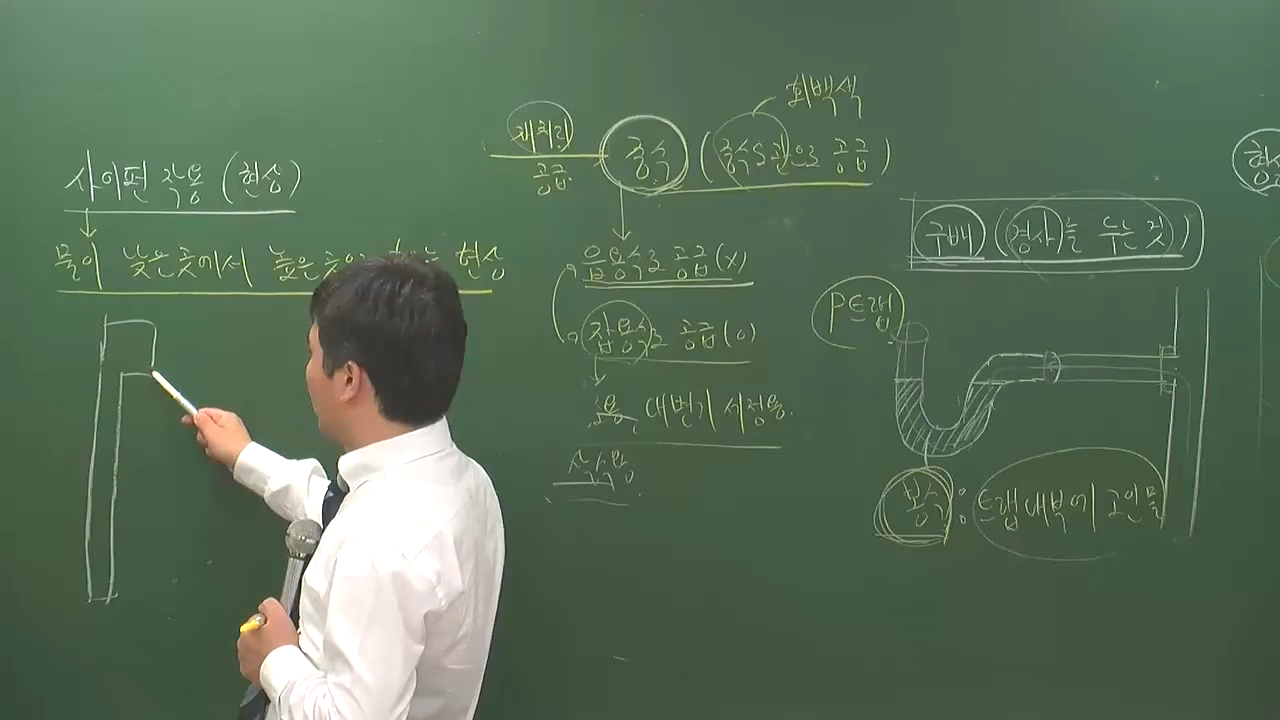 사이펀 작용 (현상)
물이 낮은곳에서 높은곳 현상
재처리
공급
중수 (중수도관으로 공급)
회백색
음용수로 공급(x)
잡용수로 공급(o)
대변기 세정용.
구배 (경사를 두는 것)
P트랩
봉수 : 트랩내부에 고인물